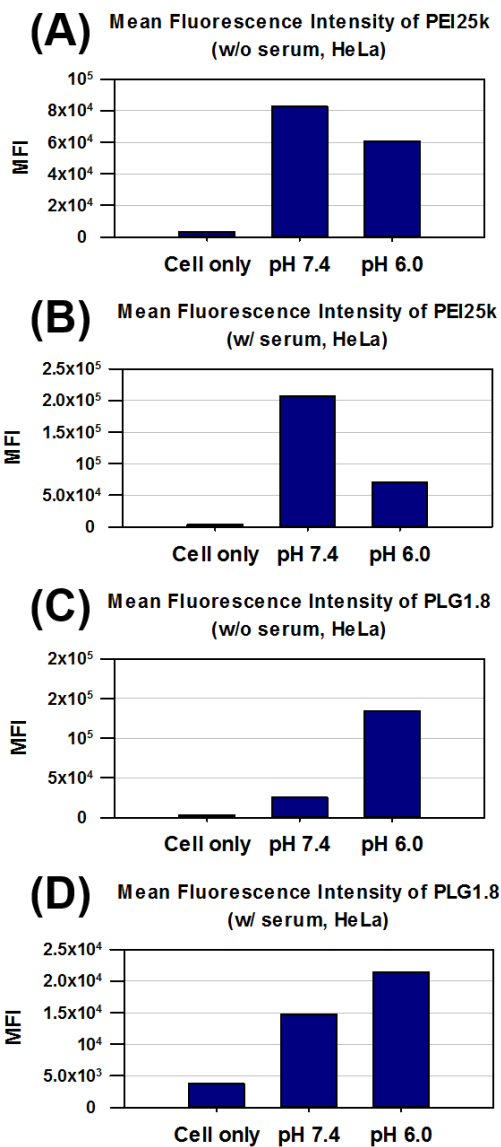 (A) Mean Fluorescence Intensity of PEI25k
(w/o serum, HeLa)
10⁵
8x10⁴
6x10⁴
4x10⁴
2x10⁴
0
MFI
Cell only pH 7.4 pH 6.0
(B) Mean Fluorescence Intensity of PEI25k
(w/ serum, HeLa)
2.5x10⁵
2.0x10⁵
10⁵
5.0x10⁴
0
MFI
Cell only pH 7.4 pH 6.0
(C) Mean Fluorescence Intensity of PLG1.8
(w/o serum, HeLa)
2x10⁵
2x10⁵
10⁵
5x10⁴
0
MFI
Cell only pH 7.4 pH 6.0
(D) Mean Fluorescence Intensity of PLG1.8
(w/ serum, HeLa)
2.5x10⁴
2.0x10⁴
1.5x10⁴
10⁴
5.0x10³
0
MFI
Cell only pH 7.4 pH 6.0